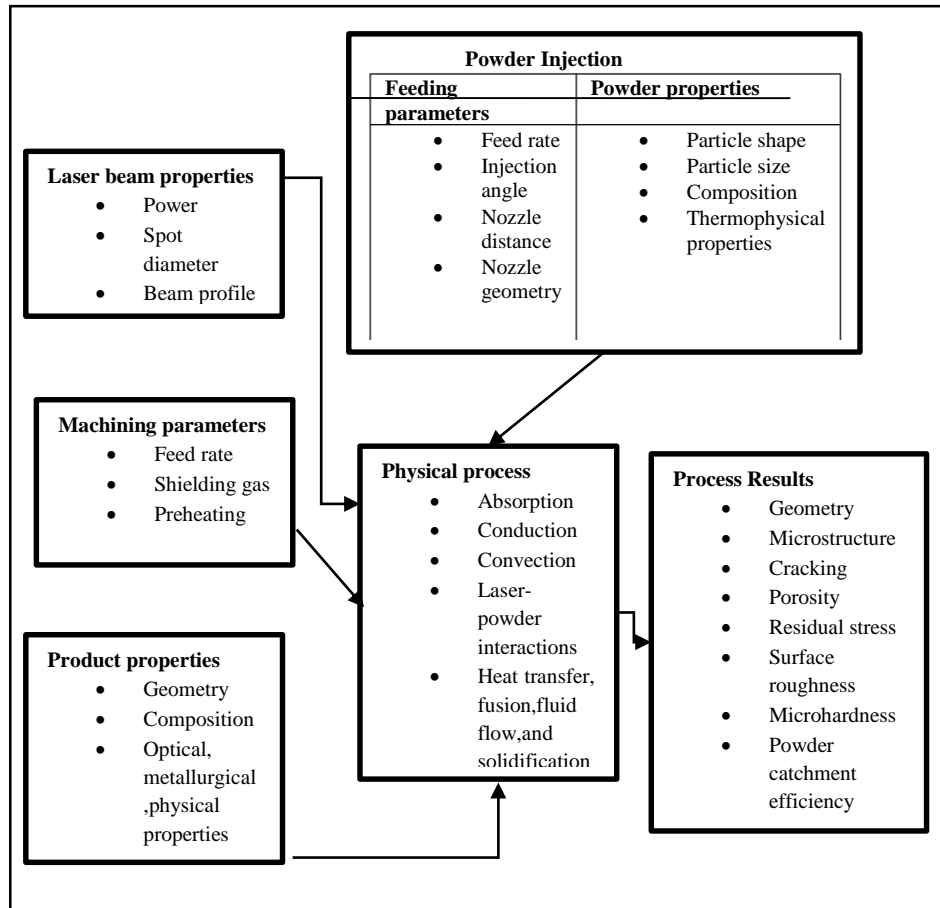 Powder Injection
Feeding
parameters
• Feed rate
• Injection
angle
• Nozzle
distance
• Nozzle
geometry
Powder properties
• Particle shape
• Particle size
• Composition
• Thermophysical
properties
Laser beam properties
• Power
• Spot
diameter
• Beam profile
Machining parameters
• Feed rate
• Shielding gas
• Preheating
Product properties
• Geometry
• Composition
• Optical,
metallurgical
,physical
properties
Physical process
• Absorption
• Conduction
• Convection
• Laser-
powder
interactions
• Heat transfer,
fusion,fluid
flow,and
solidification
Process Results
• Geometry
• Microstructure
• Cracking
• Porosity
• Residual stress
• Surface
roughness
• Microhardness
• Powder
catchment
efficiency